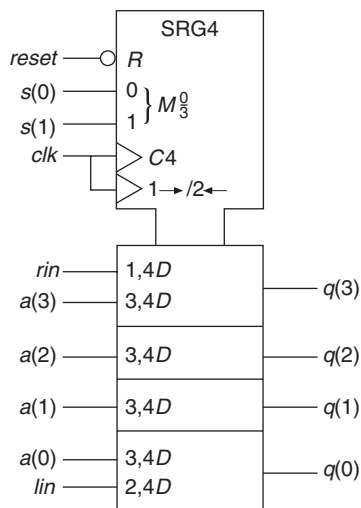 SRG4
reset R
s(0) 0
} M 0/3
s(1) 1
clk C4
1→/2←
rin 1,4D
a(3) 3,4D q(3)
a(2) 3,4D q(2)
a(1) 3,4D q(1)
a(0) 3,4D q(0)
lin 2,4D